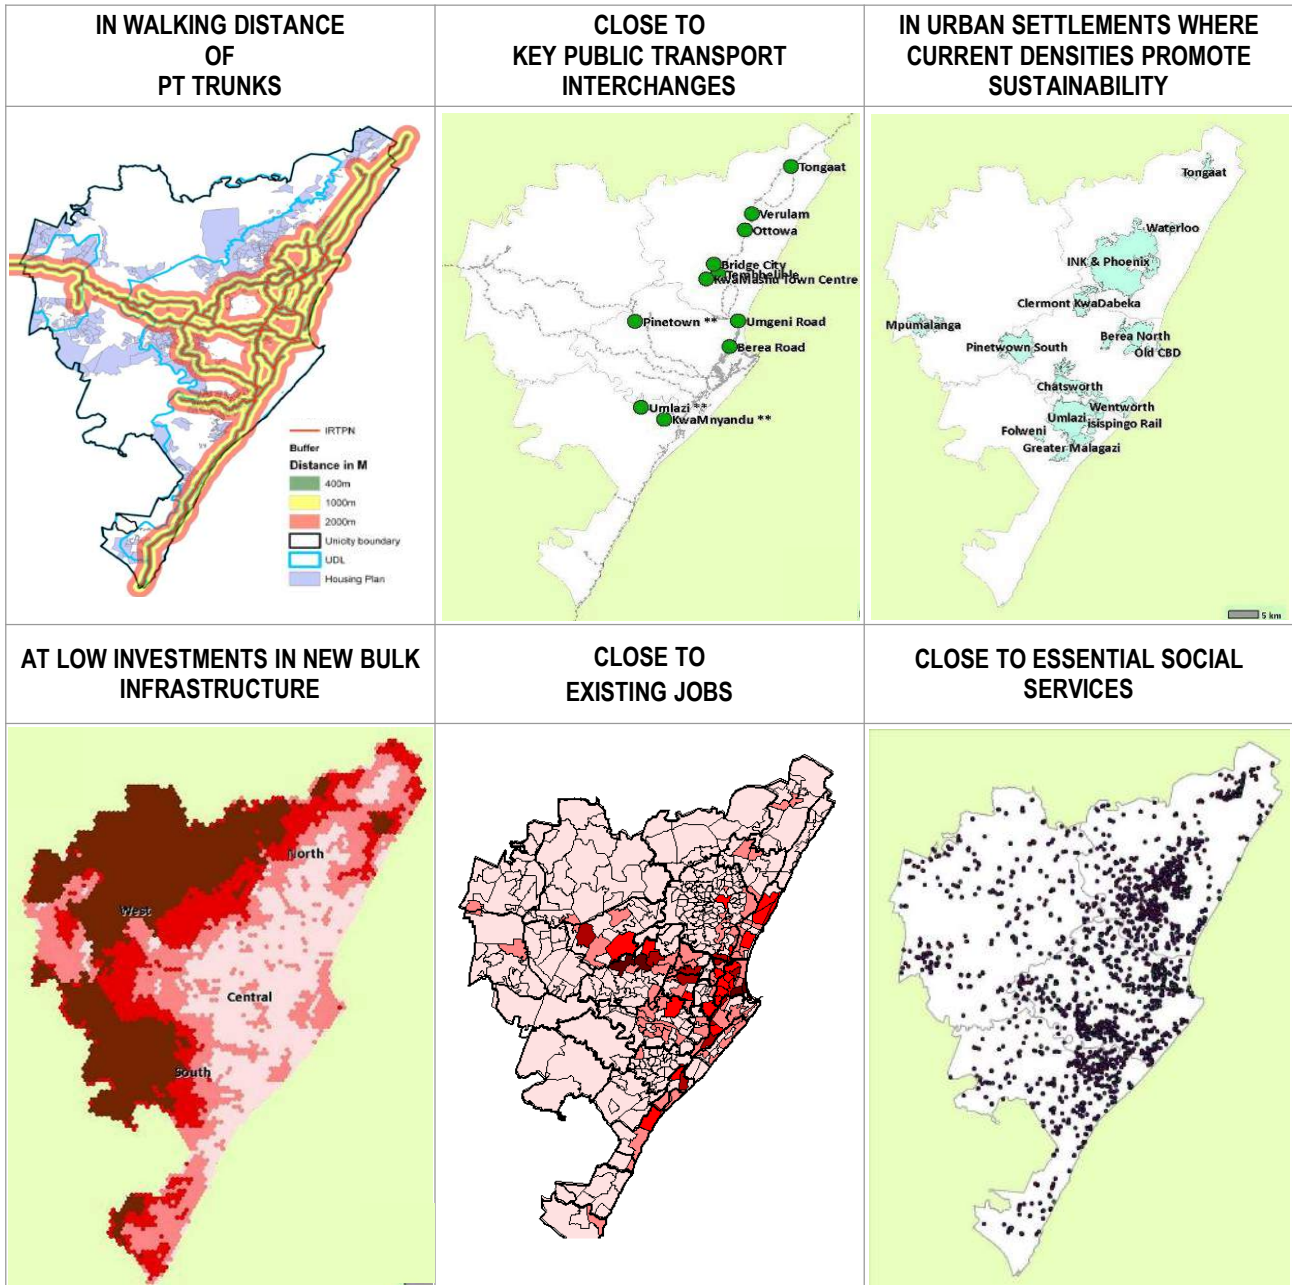 IN WALKING DISTANCE
OF
PT TRUNKS
CLOSE TO
KEY PUBLIC TRANSPORT
INTERCHANGES
IN URBAN SETTLEMENTS WHERE
CURRENT DENSITIES PROMOTE
SUSTAINABILITY
IRTPN
Buffer
Distance in M
400m
1000m
2000m
Unicity boundary
UDL
Housing Plan
Tongaat
Verulam
Ottowa
Bridge City
KwaMashu Town Centre
Pinetown **
Umgeni Road
Berea Road
Umlazi **
KwaMnyandu **
Tongaat
Waterloo
INK & Phoenix
Clermont KwaDabeka
Mpumalanga
Berea North
Pinetwown South
Old CBD
Chatsworth
Wentworth
Umlazi
isispingo Rail
Folweni
Greater Malagazi
5 km
AT LOW INVESTMENTS IN NEW BULK
INFRASTRUCTURE
CLOSE TO
EXISTING JOBS
CLOSE TO ESSENTIAL SOCIAL
SERVICES
North
West
Central
South